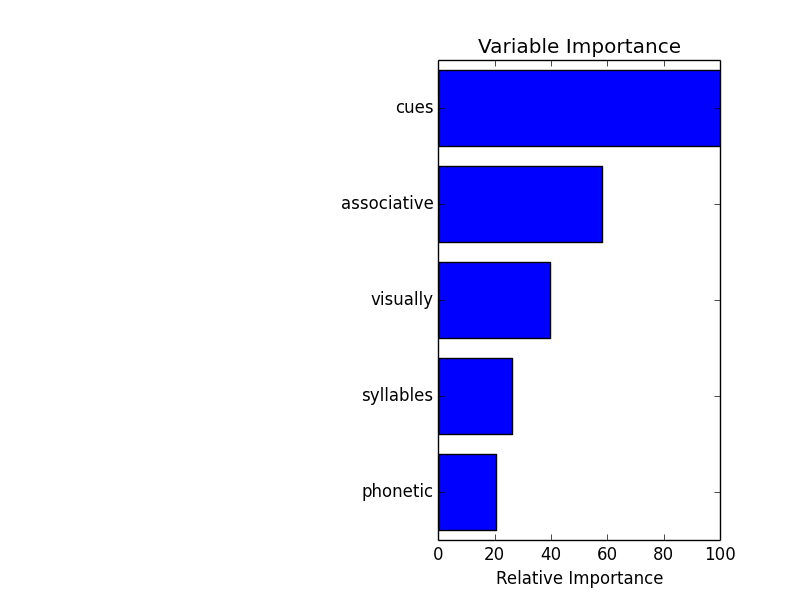 Variable Importance
cues
associative
visually
syllables
phonetic
0 20 40 60 80 100
Relative Importance